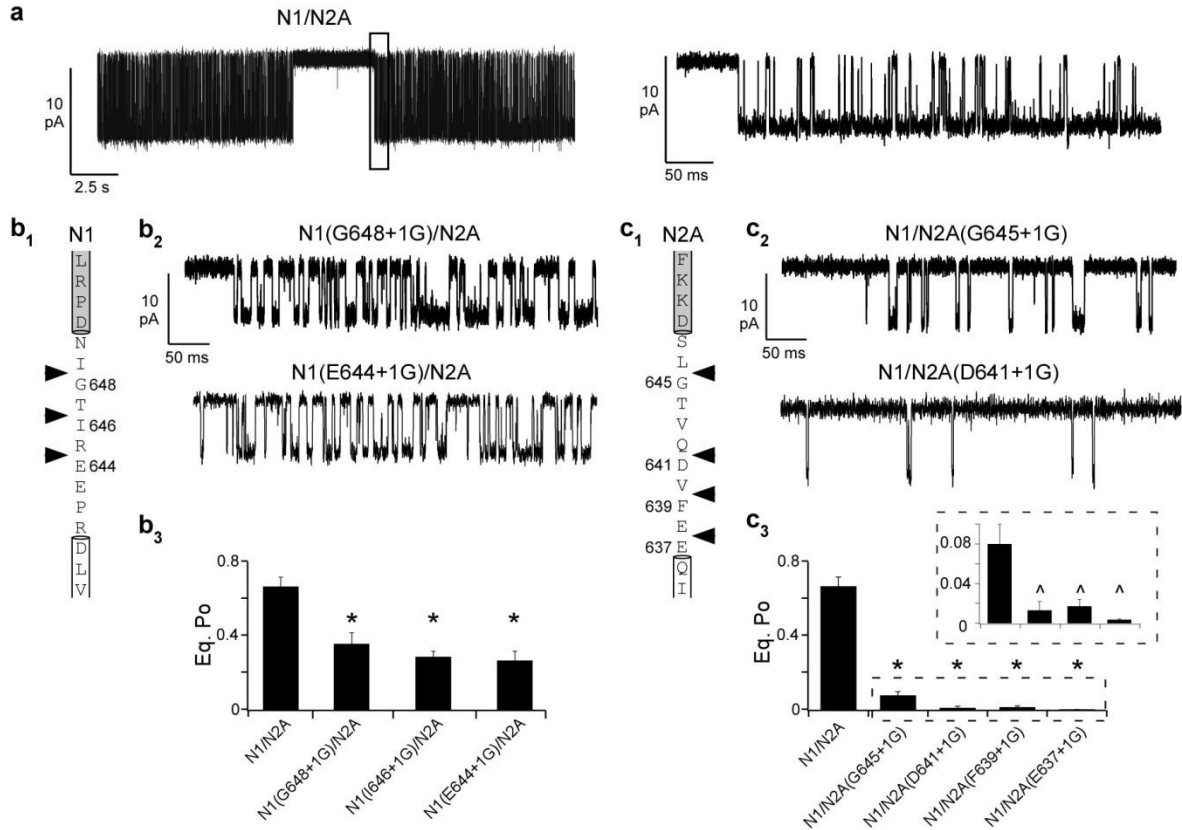 a
N1/N2A
10
pA
2.5 s
10
pA
50 ms
b1
N1
L
R
P
D
N
I
G 648
T
I 646
R
E 644
E
P
R
D
L
V
b2
N1(G648+1G)/N2A
10
pA
50 ms
N1(E644+1G)/N2A
b3
Eq. Po
0.8
0.4
0
* * *
N1/N2A
N1(G648+1G)/N2A
N1(I646+1G)/N2A
N1(E644+1G)/N2A
c1
N2A
F
K
K
D
S
L
645 G
T
V
Q
641 D
V
639 F
E
637 E
Q
I
c2
N1/N2A(G645+1G)
10
pA
50 ms
N1/N2A(D641+1G)
c3
0.08
0.04
0
^ ^ ^
Eq. Po
0.8
0.4
0
* * * *
N1/N2A
N1/N2A(G645+1G)
N1/N2A(D641+1G)
N1/N2A(F639+1G)
N1/N2A(E637+1G)